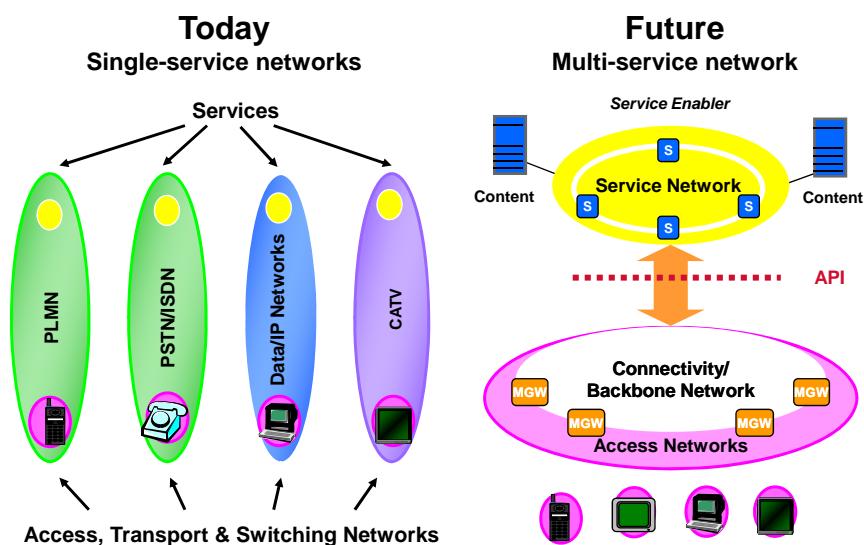 Today
Single-service networks
Services
PLMN
PSTN/ISDN
Data/IP Networks
CATV
Access, Transport & Switching Networks
Future
Multi-service network
Service Enabler
S
Service Network
S
S
S
Content
Content
API
Connectivity/
Backbone Network
MGW
MGW
MGW
MGW
Access Networks